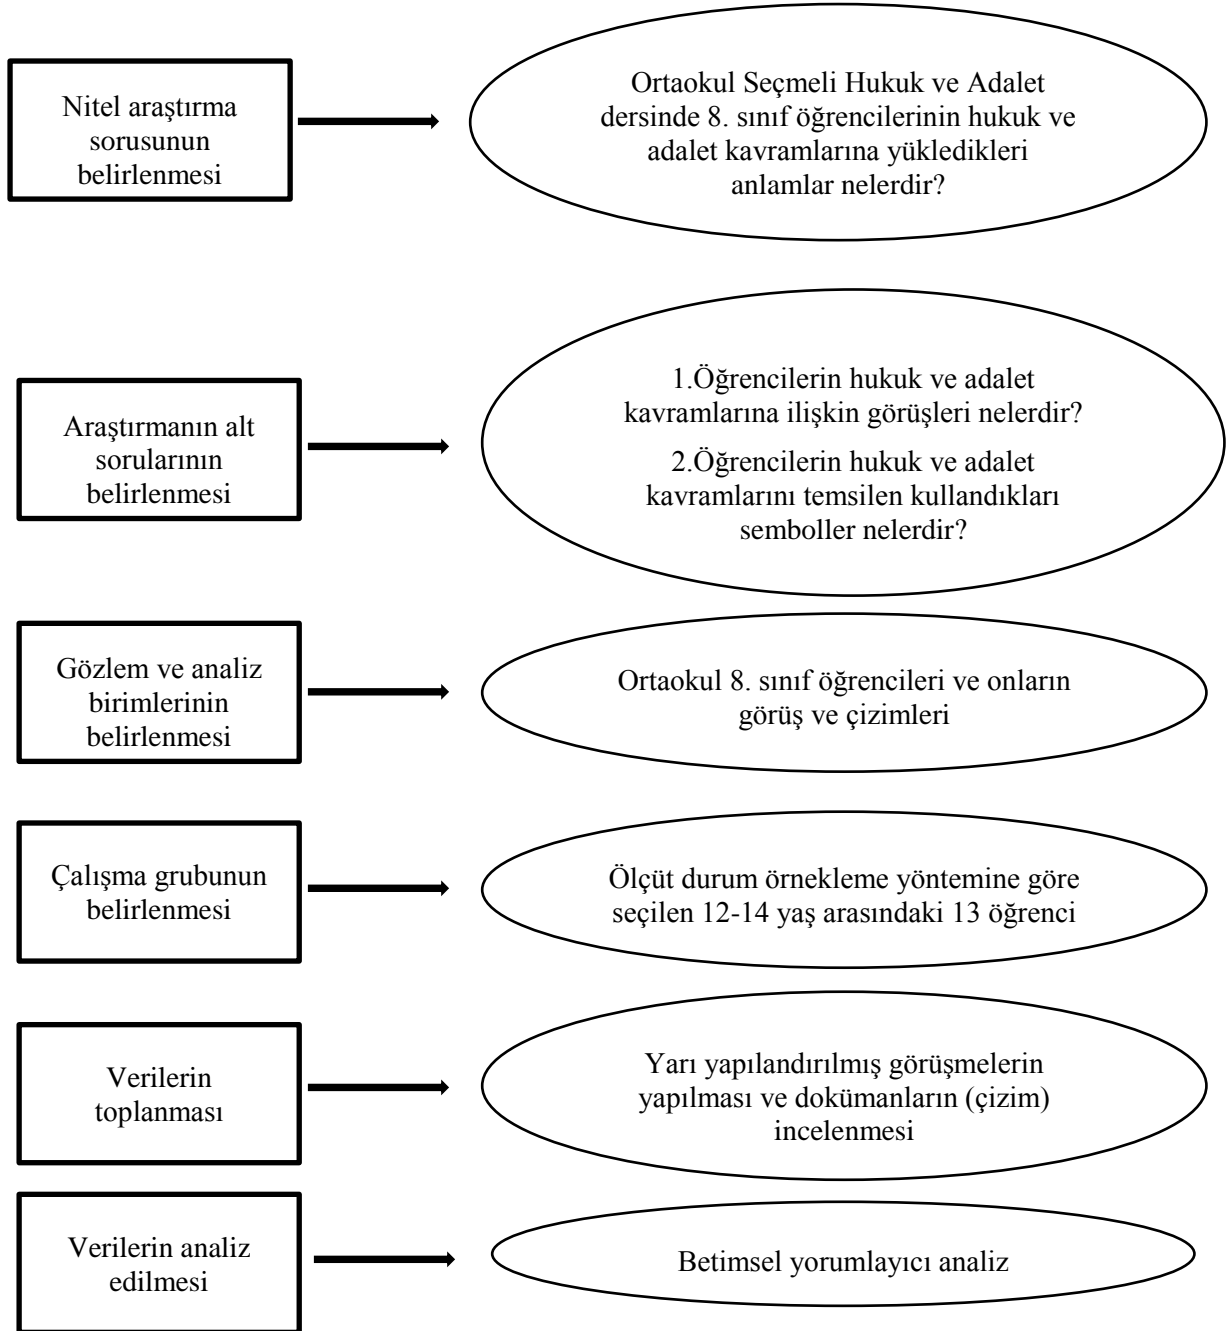 Nitel araştırma
sorusunun
belirlenmesi
Ortaokul Seçmeli Hukuk ve Adalet
dersinde 8. sınıf öğrencilerinin hukuk ve
adalet kavramlarına yükledikleri
anlamlar nelerdir?
Araştırmanın alt
sorularının
belirlenmesi
1.Öğrencilerin hukuk ve adalet
kavramlarına ilişkin görüşleri nelerdir?
2.Öğrencilerin hukuk ve adalet
kavramlarını temsilen kullandıkları
semboller nelerdir?
Gözlem ve analiz
birimlerinin
belirlenmesi
Ortaokul 8. sınıf öğrencileri ve onların
görüş ve çizimleri
Çalışma grubunun
belirlenmesi
Ölçüt durum örnekleme yöntemine göre
seçilen 12-14 yaş arasındaki 13 öğrenci
Verilerin
toplanması
Yarı yapılandırılmış görüşmelerin
yapılması ve dokümanların (çizim)
incelenmesi
Verilerin analiz
edilmesi
Betimsel yorumlayıcı analiz